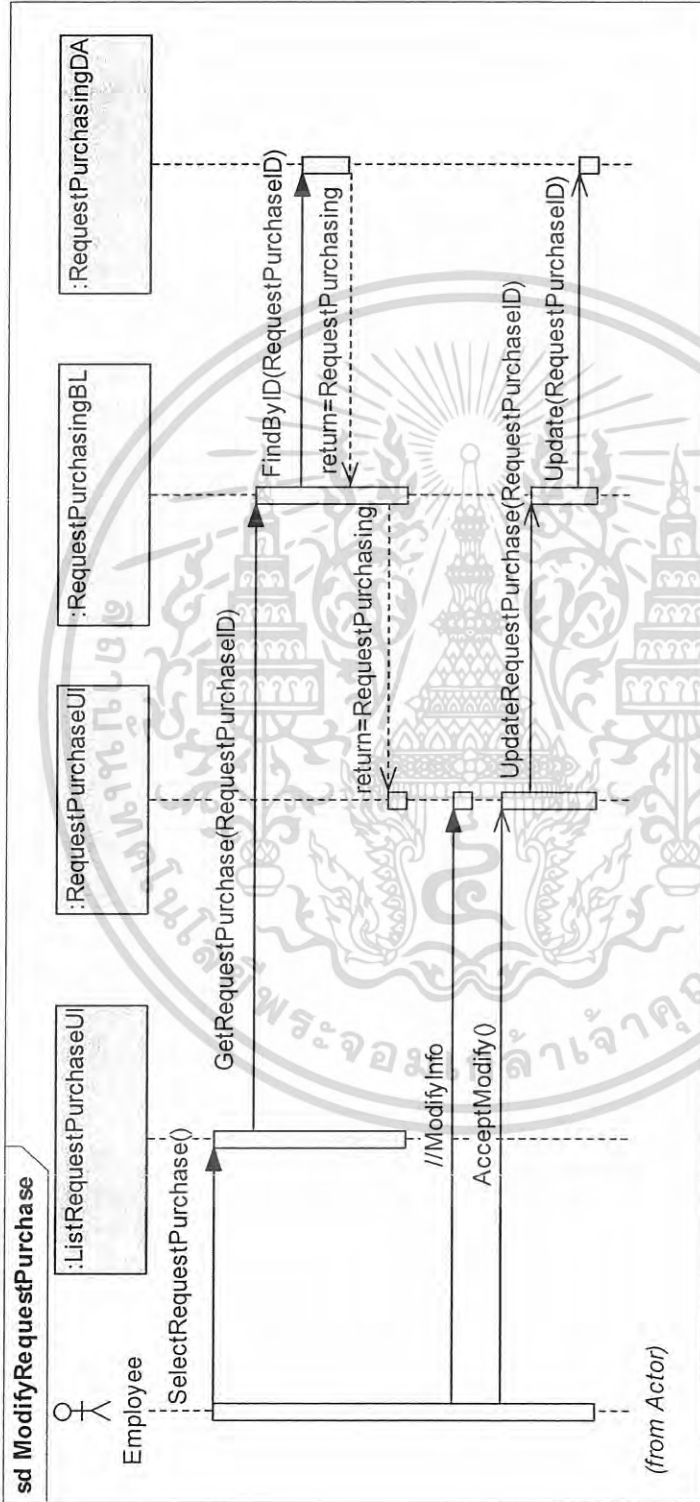 sd ModifyRequestPurchase
Employee
:ListRequestPurchaseUI
:RequestPurchaseUI
:RequestPurchasingBL
:RequestPurchasingDA
SelectRequestPurchase()
GetRequestPurchase(RequestPurchaseID)
FindByID(RequestPurchaseID)
return=RequestPurchasing
return=RequestPurchasing
//ModifyInfo
AcceptModify()
UpdateRequestPurchase(RequestPurchaseID)
Update(RequestPurchaseID)
(from Actor)